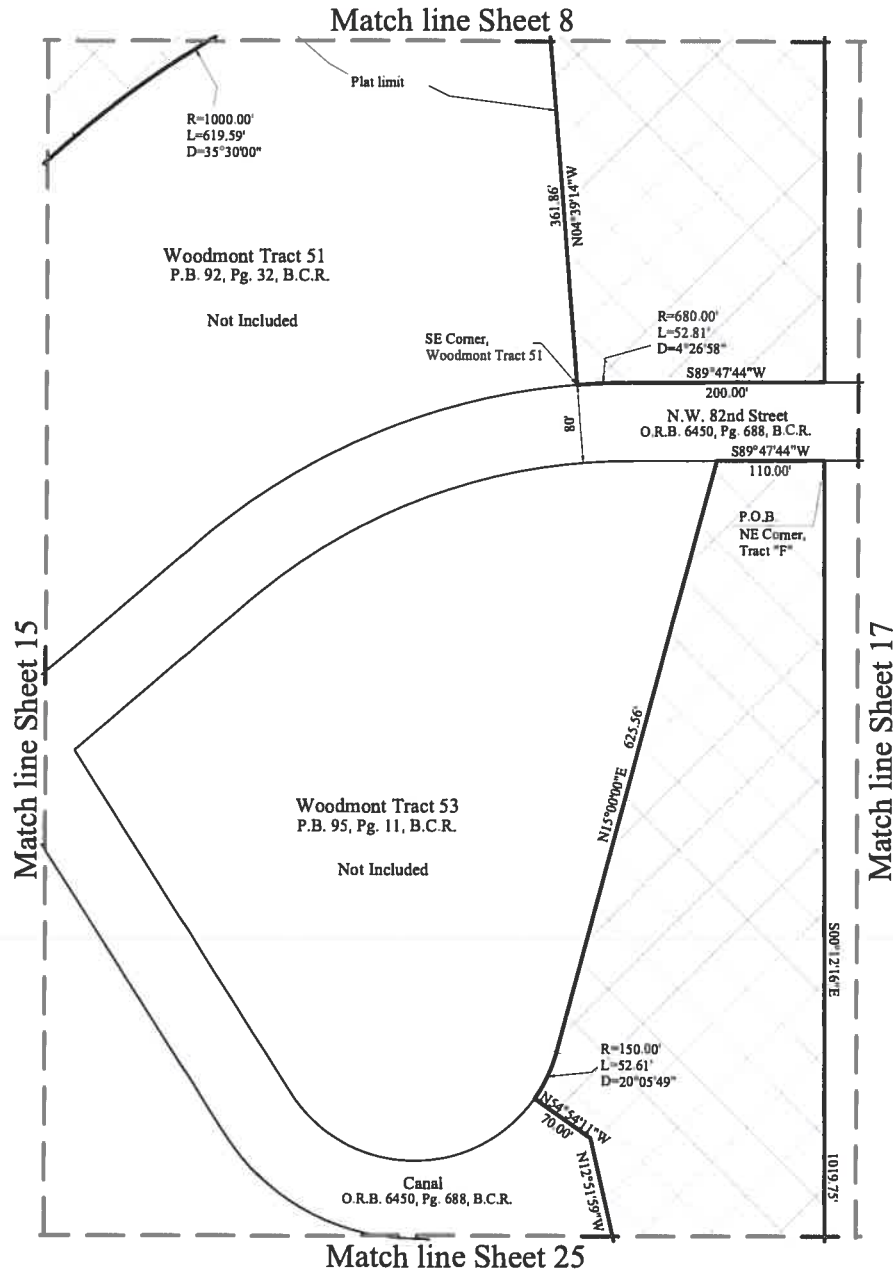 Match line Sheet 8
Plat limit
R=1000.00'
L=619.59'
D=35°30'00"
361.86'
N04°39'14"W
Woodmont Tract 51
P.B. 92, Pg. 32, B.C.R.
Not Included
R=680.00'
L=52.81'
D=4°26'58"
SE Corner,
Woodmont Tract 51
S89°47'44"W
200.00'
80'
N.W. 82nd Street
O.R.B. 6450, Pg. 688, B.C.R.
S89°47'44"W
110.00'
P.O.B
NE Corner,
Tract "F"
Match line Sheet 15
Match line Sheet 17
625.56'
N15°00'00"E
Woodmont Tract 53
P.B. 95, Pg. 11, B.C.R.
Not Included
S00°12'16"E
R=150.00'
L=52.61'
D=20°05'49"
N54°54'11"W
70.00'
N12°51'59"W
1019.75'
Canal
O.R.B. 6450, Pg. 688, B.C.R.
Match line Sheet 25